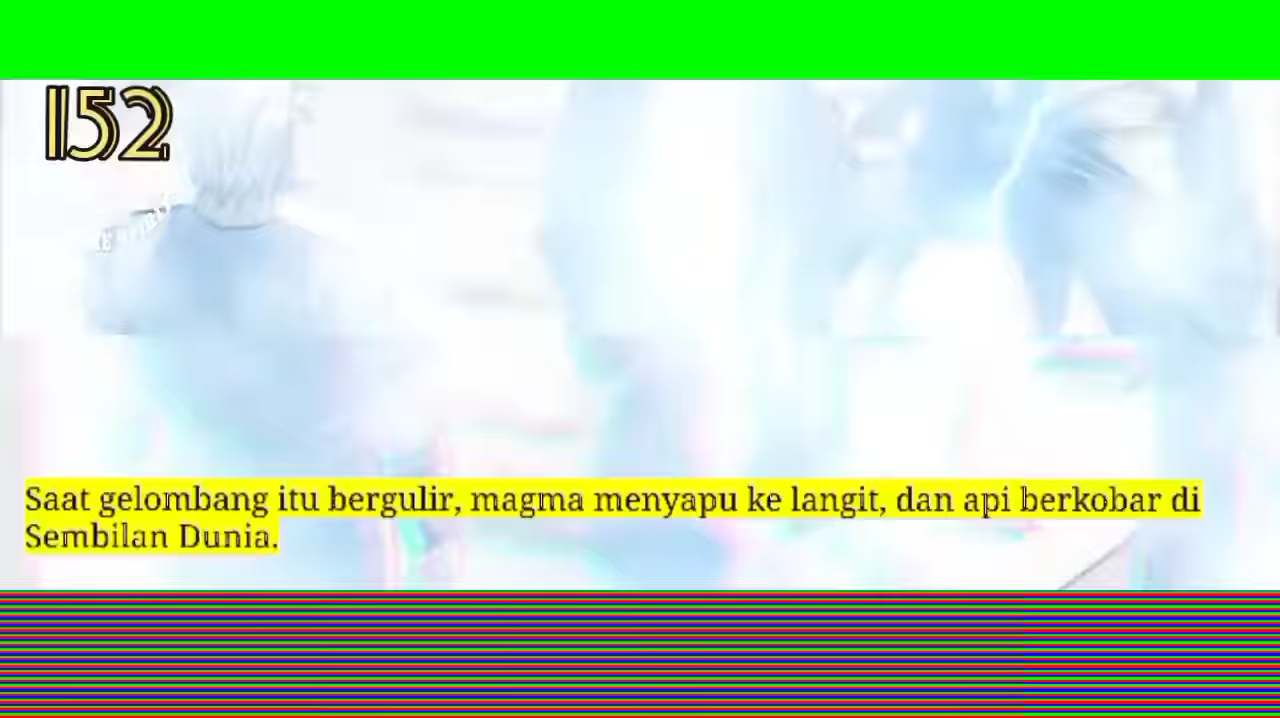 152
Saat gelombang itu bergulir, magma menyapu ke langit, dan api berkobar di
Sembilan Dunia.